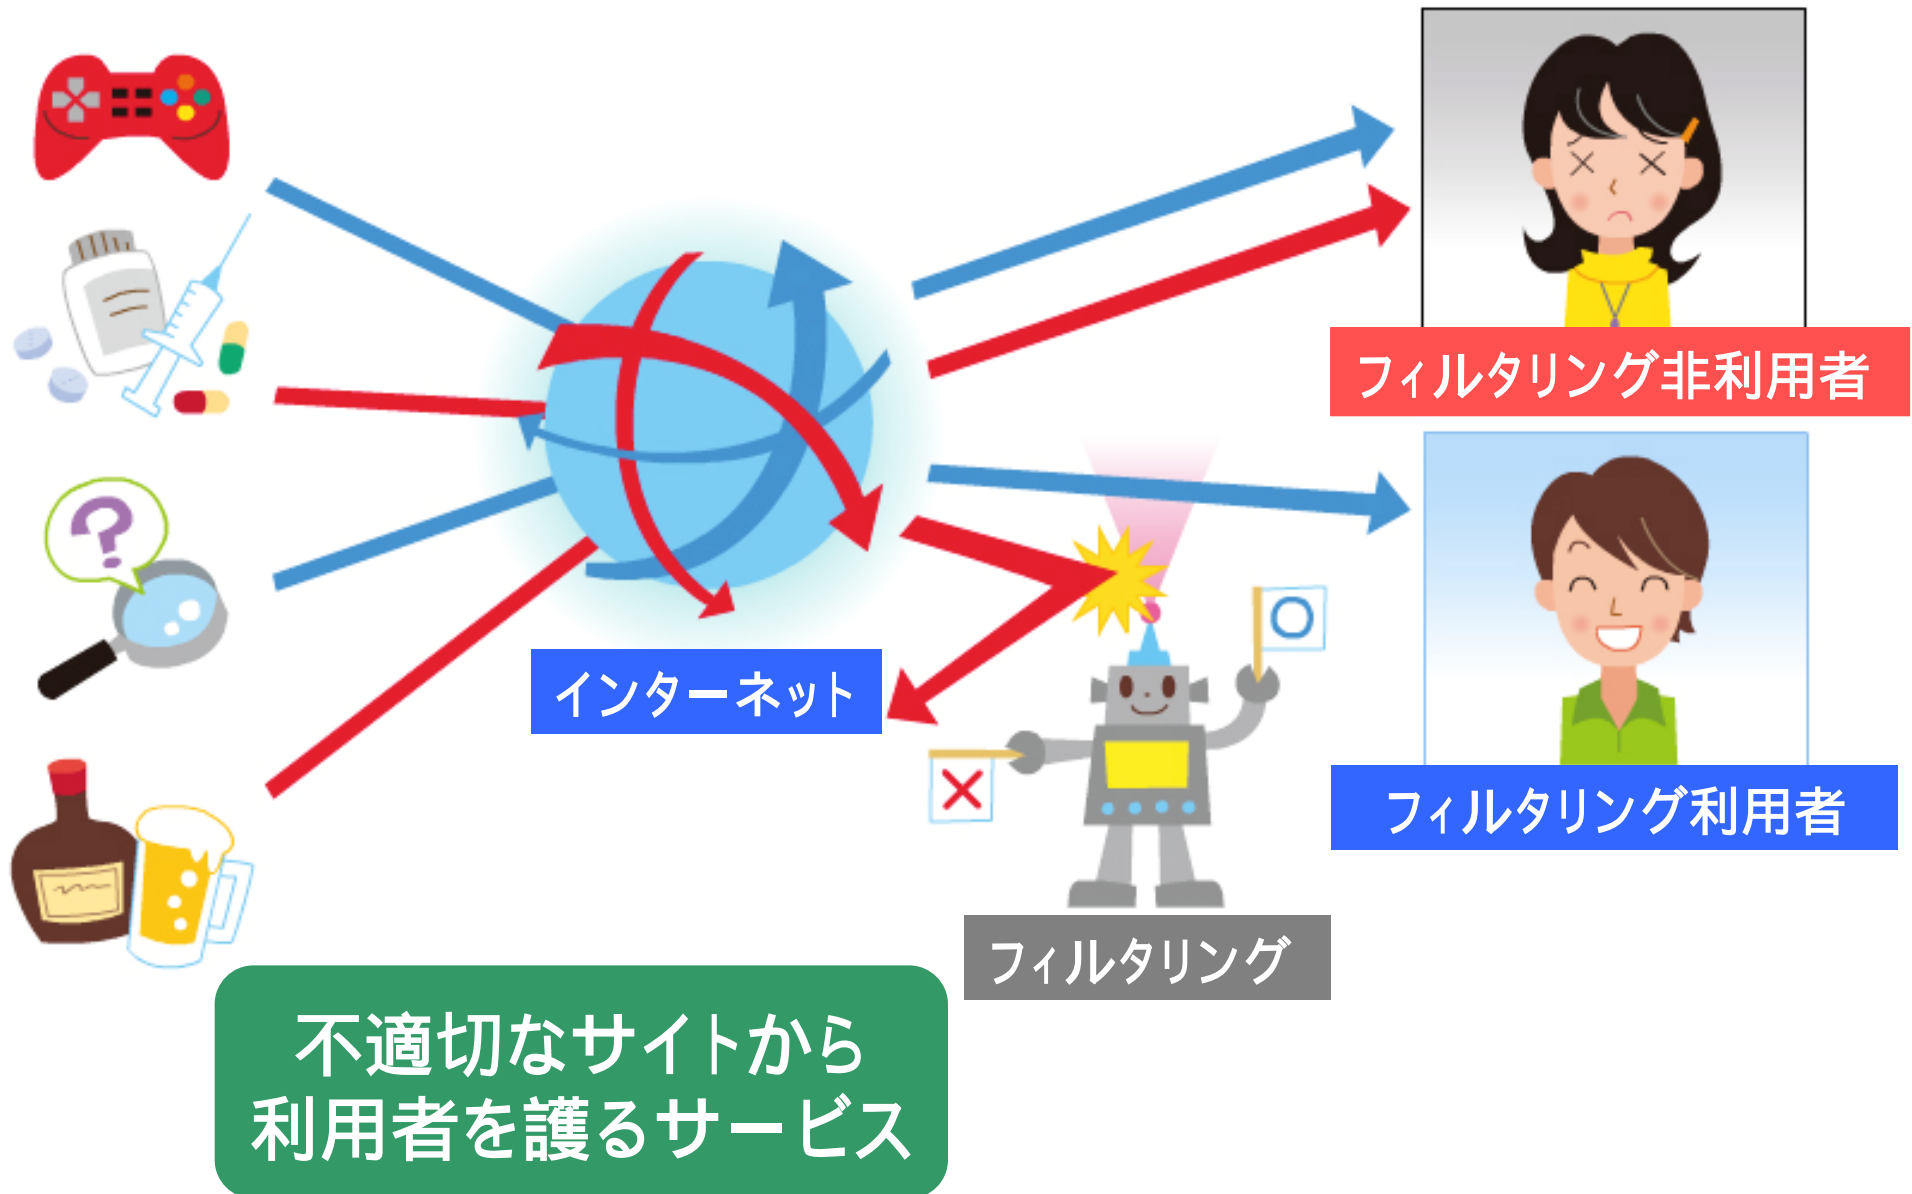 フィルタリング非利用者
インターネット
フィルタリング利用者
フィルタリング
不適切なサイトから
利用者を護るサービス
?